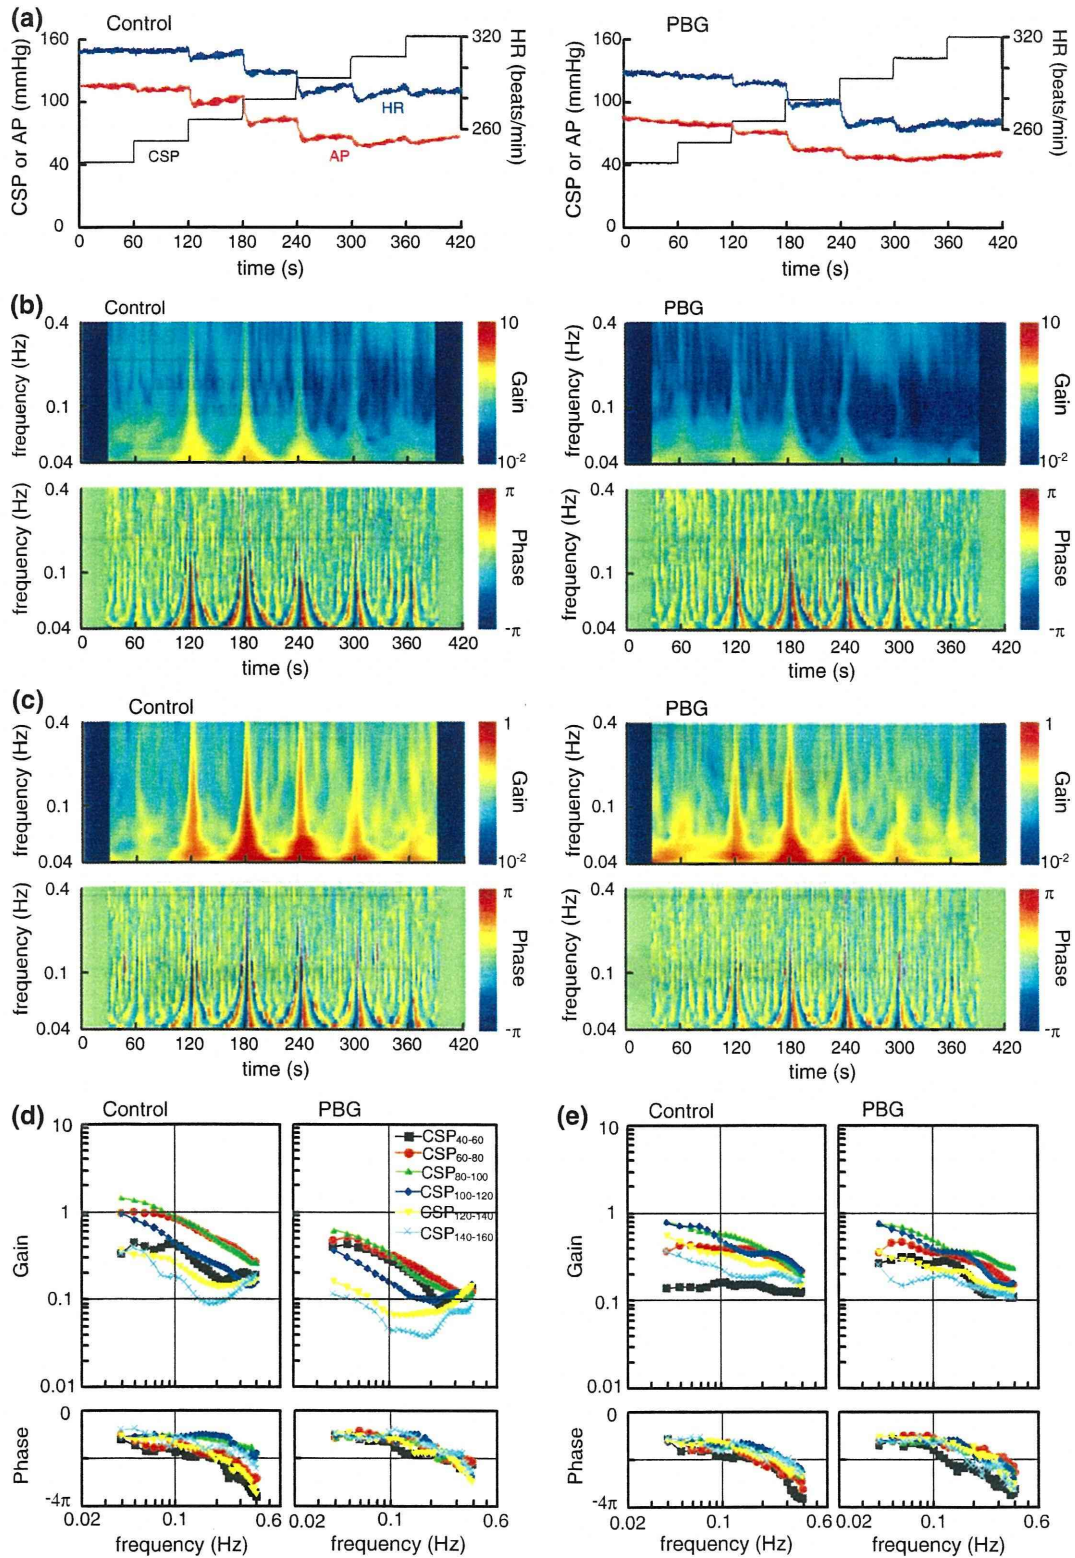 (a)
Control
PBG
CSP or AP (mmHg)
160
100
40
0
HR
CSP
AP
320
260
HR (beats/min)
0 60 120 180 240 300 360 420
time (s)
CSP or AP (mmHg)
160
100
40
0
320
260
HR (beats/min)
0 60 120 180 240 300 360 420
time (s)
(b)
Control
PBG
frequency (Hz)
0.4
0.1
0.04
10
10-2
Gain
frequency (Hz)
0.4
0.1
0.04
10
10-2
Gain
frequency (Hz)
0.4
0.1
0.04
π
-π
Phase
0 60 120 180 240 300 360 420
time (s)
frequency (Hz)
0.4
0.1
0.04
π
-π
Phase
0 60 120 180 240 300 360 420
time (s)
(c)
Control
PBG
frequency (Hz)
0.4
0.1
0.04
1
10-2
Gain
frequency (Hz)
0.4
0.1
0.04
1
10-2
Gain
frequency (Hz)
0.4
0.1
0.04
π
-π
Phase
0 60 120 180 240 300 360 420
time (s)
frequency (Hz)
0.4
0.1
0.04
π
-π
Phase
0 60 120 180 240 300 360 420
time (s)
(d)
Control
PBG
Gain
10
1
0.1
0.01
CSP40-60
CSP60-80
CSP80-100
CSP100-120
CSP120-140
CSP140-160
Phase
0
-4π
0.02 0.1 0.6 0.02 0.1 0.6
frequency (Hz) frequency (Hz)
(e)
Control
PBG
Gain
10
1
0.1
0.01
Phase
0
-4π
0.02 0.1 0.6 0.02 0.1 0.6
frequency (Hz) frequency (Hz)